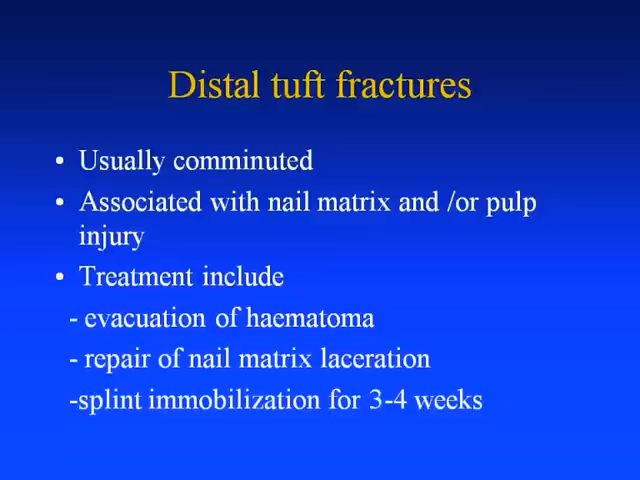 Distal tuft fractures
• Usually comminuted
• Associated with nail matrix and /or pulp
injury
• Treatment include
- evacuation of haematoma
- repair of nail matrix laceration
-splint immobilization for 3-4 weeks